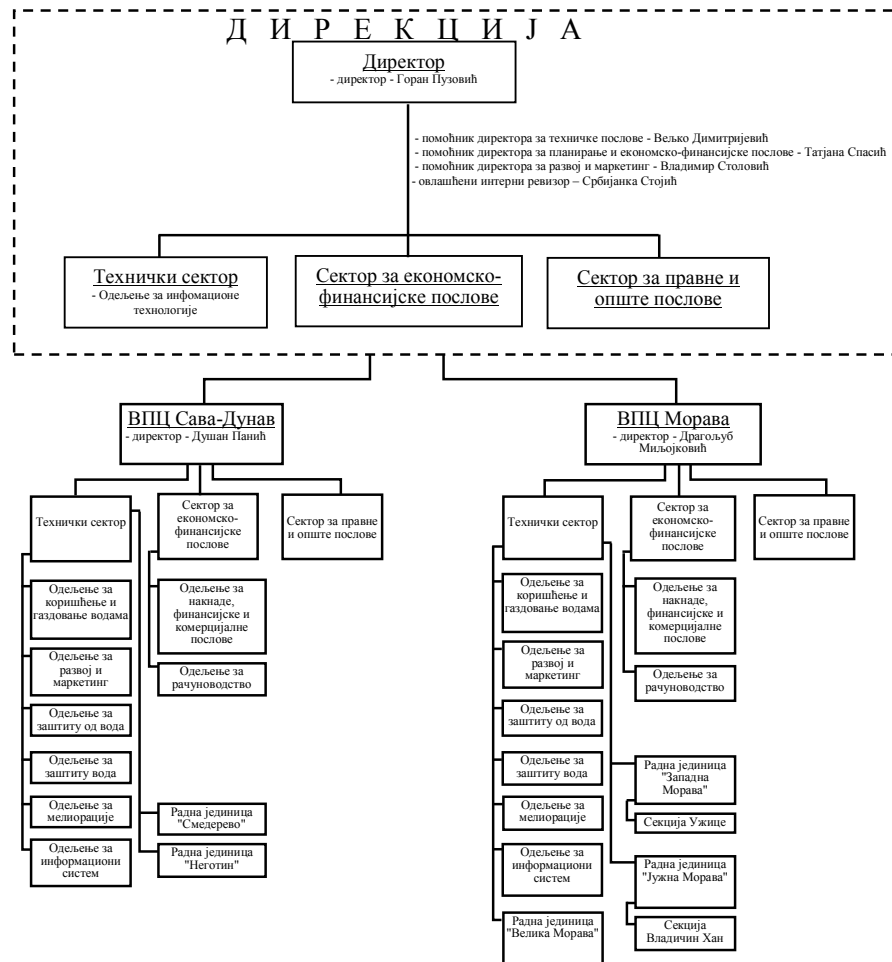 Д И Р Е К Ц И Ј А
Директор
- директор - Горан Пузовић
- помоћник директора за техничке послове - Вељко Димитријевић
- помоћник директора за планирање и економско-финансијске послове - Татјана Спасић
- помоћник директора за развој и маркетинг - Владимир Столовић
- овлашћени интерни ревизор – Србијанка Стојић
Технички сектор
- Одељење за инфомационе
технологије
Сектор за економско-
финансијске послове
Сектор за правне и
опште послове
ВПЦ Сава-Дунав
- директор - Душан Панић
Технички сектор
Сектор за
економско-
финансијске
послове
Сектор за правне
и опште послове
Одељење за
коришћење и
газдовање водама
Одељење за
развој и
маркетинг
Одељење за
заштиту од вода
Одељење за
заштиту вода
Одељење за
мелиорације
Одељење за
информациони
систем
Одељење за
накнаде,
финансијске и
комерцијалне
послове
Одељење за
рачуноводство
Радна јединица
"Смедерево"
Радна јединица
"Неготин"
ВПЦ Морава
- директор - Драгољуб
Миљојковић
Технички сектор
Сектор за
економско-
финансијске
послове
Сектор за правне
и опште послове
Одељење за
коришћење и
газдовање водама
Одељење за
развој и
маркетинг
Одељење за
заштиту од вода
Одељење за
заштиту вода
Одељење за
мелиорације
Одељење за
информациони
систем
Радна јединица
"Велика Морава"
Одељење за
накнаде,
финансијске и
комерцијалне
послове
Одељење за
рачуноводство
Радна јединица
"Западна
Морава"
Секција Ужице
Радна јединица
"Јужна Морава"
Секција
Владичин Хан